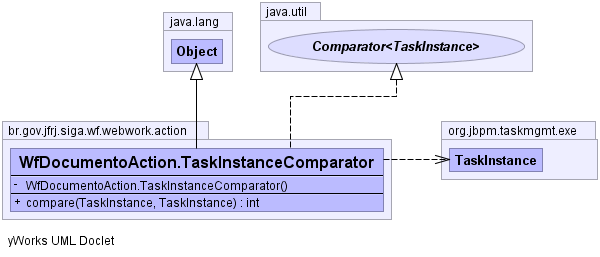 java.lang
Object
java.util
Comparator<TaskInstance>
br.gov.jfrj.siga.wf.webwork.action
WfDocumentoAction.TaskInstanceComparator
- WfDocumentoAction.TaskInstanceComparator()
+ compare(TaskInstance, TaskInstance) : int
org.jbpm.taskmgmt.exe
TaskInstance
yWorks UML Doclet